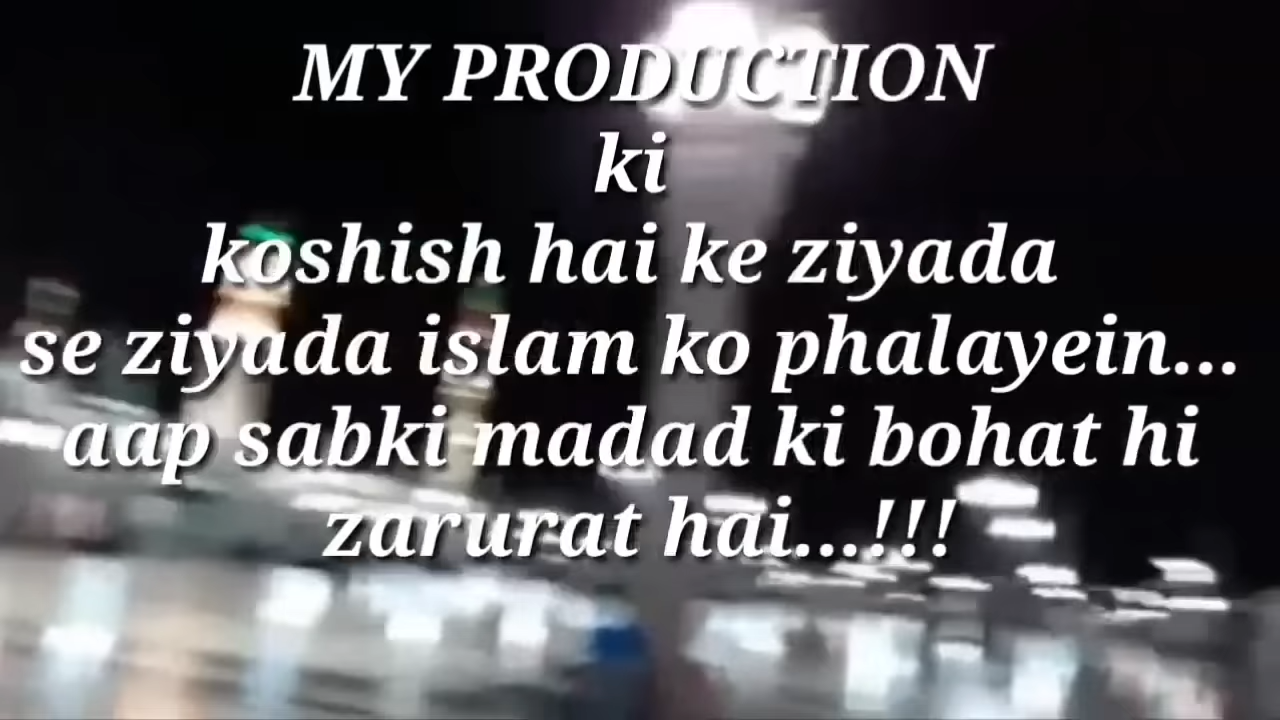 MY PRODUCTION
ki
koshish hai ke ziyada
se ziyada islam ko phalayein...
aap sabki madad ki bohat hi
zarurat hai...!!!